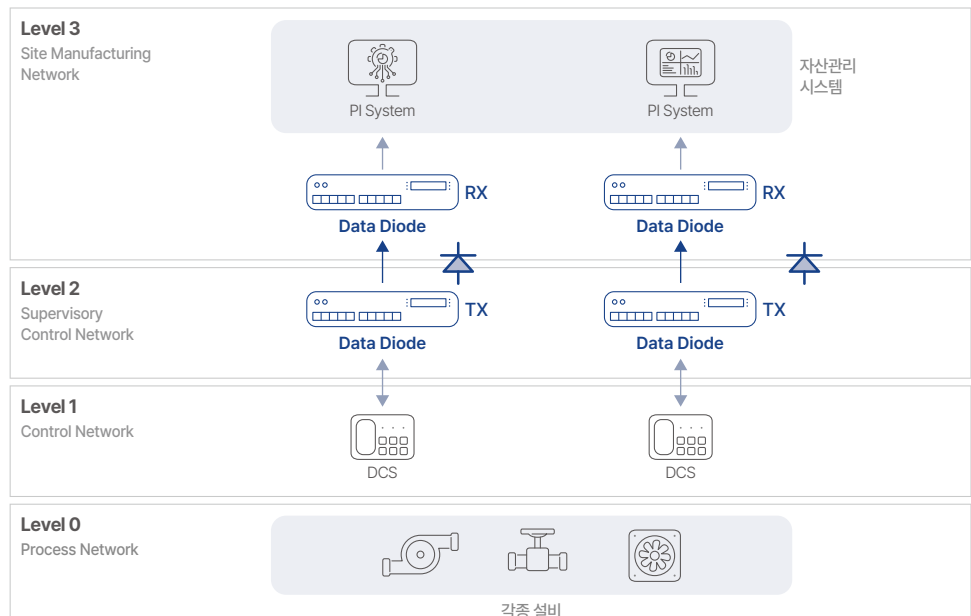 Level 3
Site Manufacturing
Network
PI System
PI System
자산관리
시스템
RX
RX
Data Diode
Data Diode
Level 2
Supervisory
Control Network
TX
TX
Data Diode
Data Diode
Level 1
Control Network
DCS
DCS
Level 0
Process Network
각종 설비